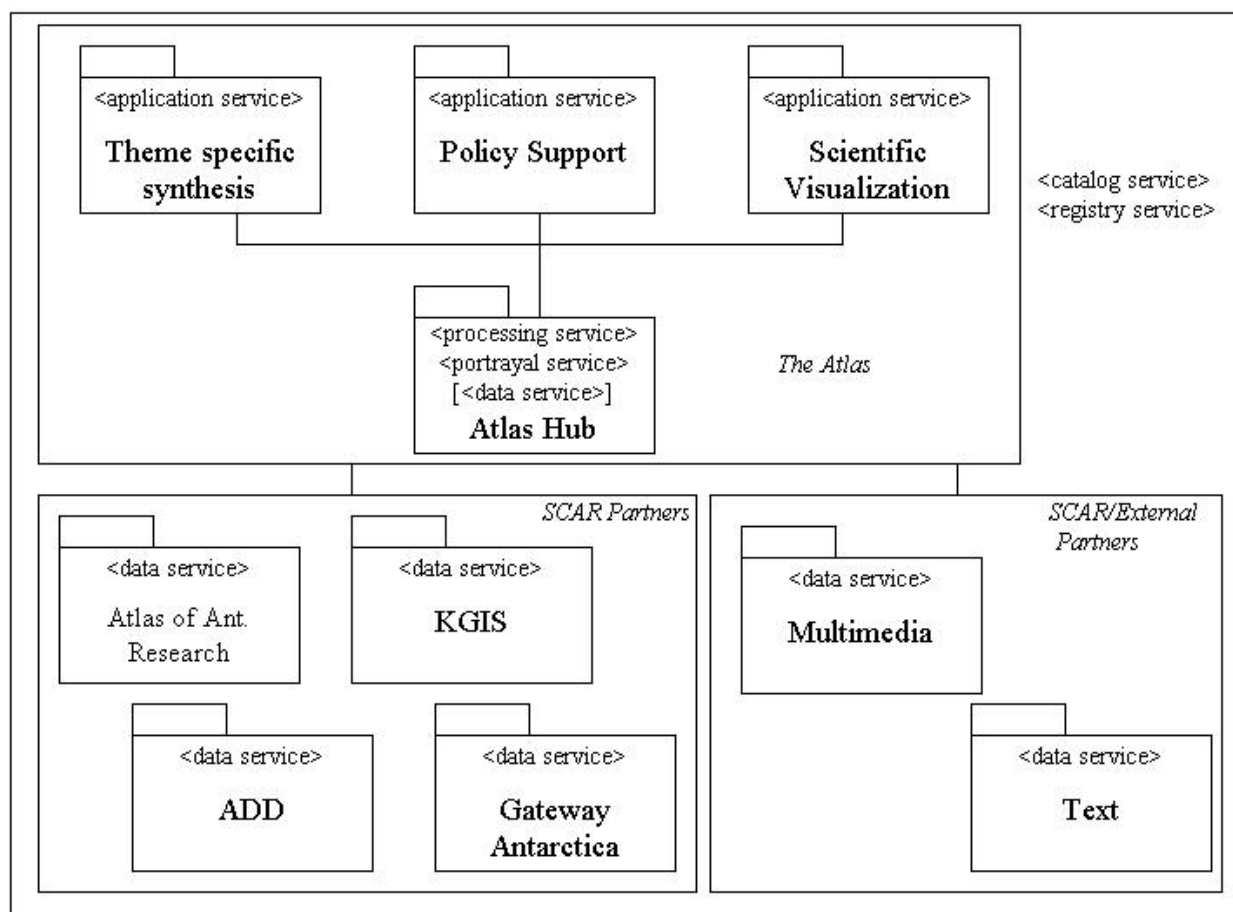 <application service>
Theme specific
synthesis
<application service>
Policy Support
<application service>
Scientific
Visualization
<catalog service>
<registry service>
<processing service>
<portrayal service>
[<data service>]
Atlas Hub
The Atlas
SCAR Partners
<data service>
Atlas of Ant.
Research
<data service>
KGIS
<data service>
ADD
<data service>
Gateway
Antarctica
SCAR/External
Partners
<data service>
Multimedia
<data service>
Text